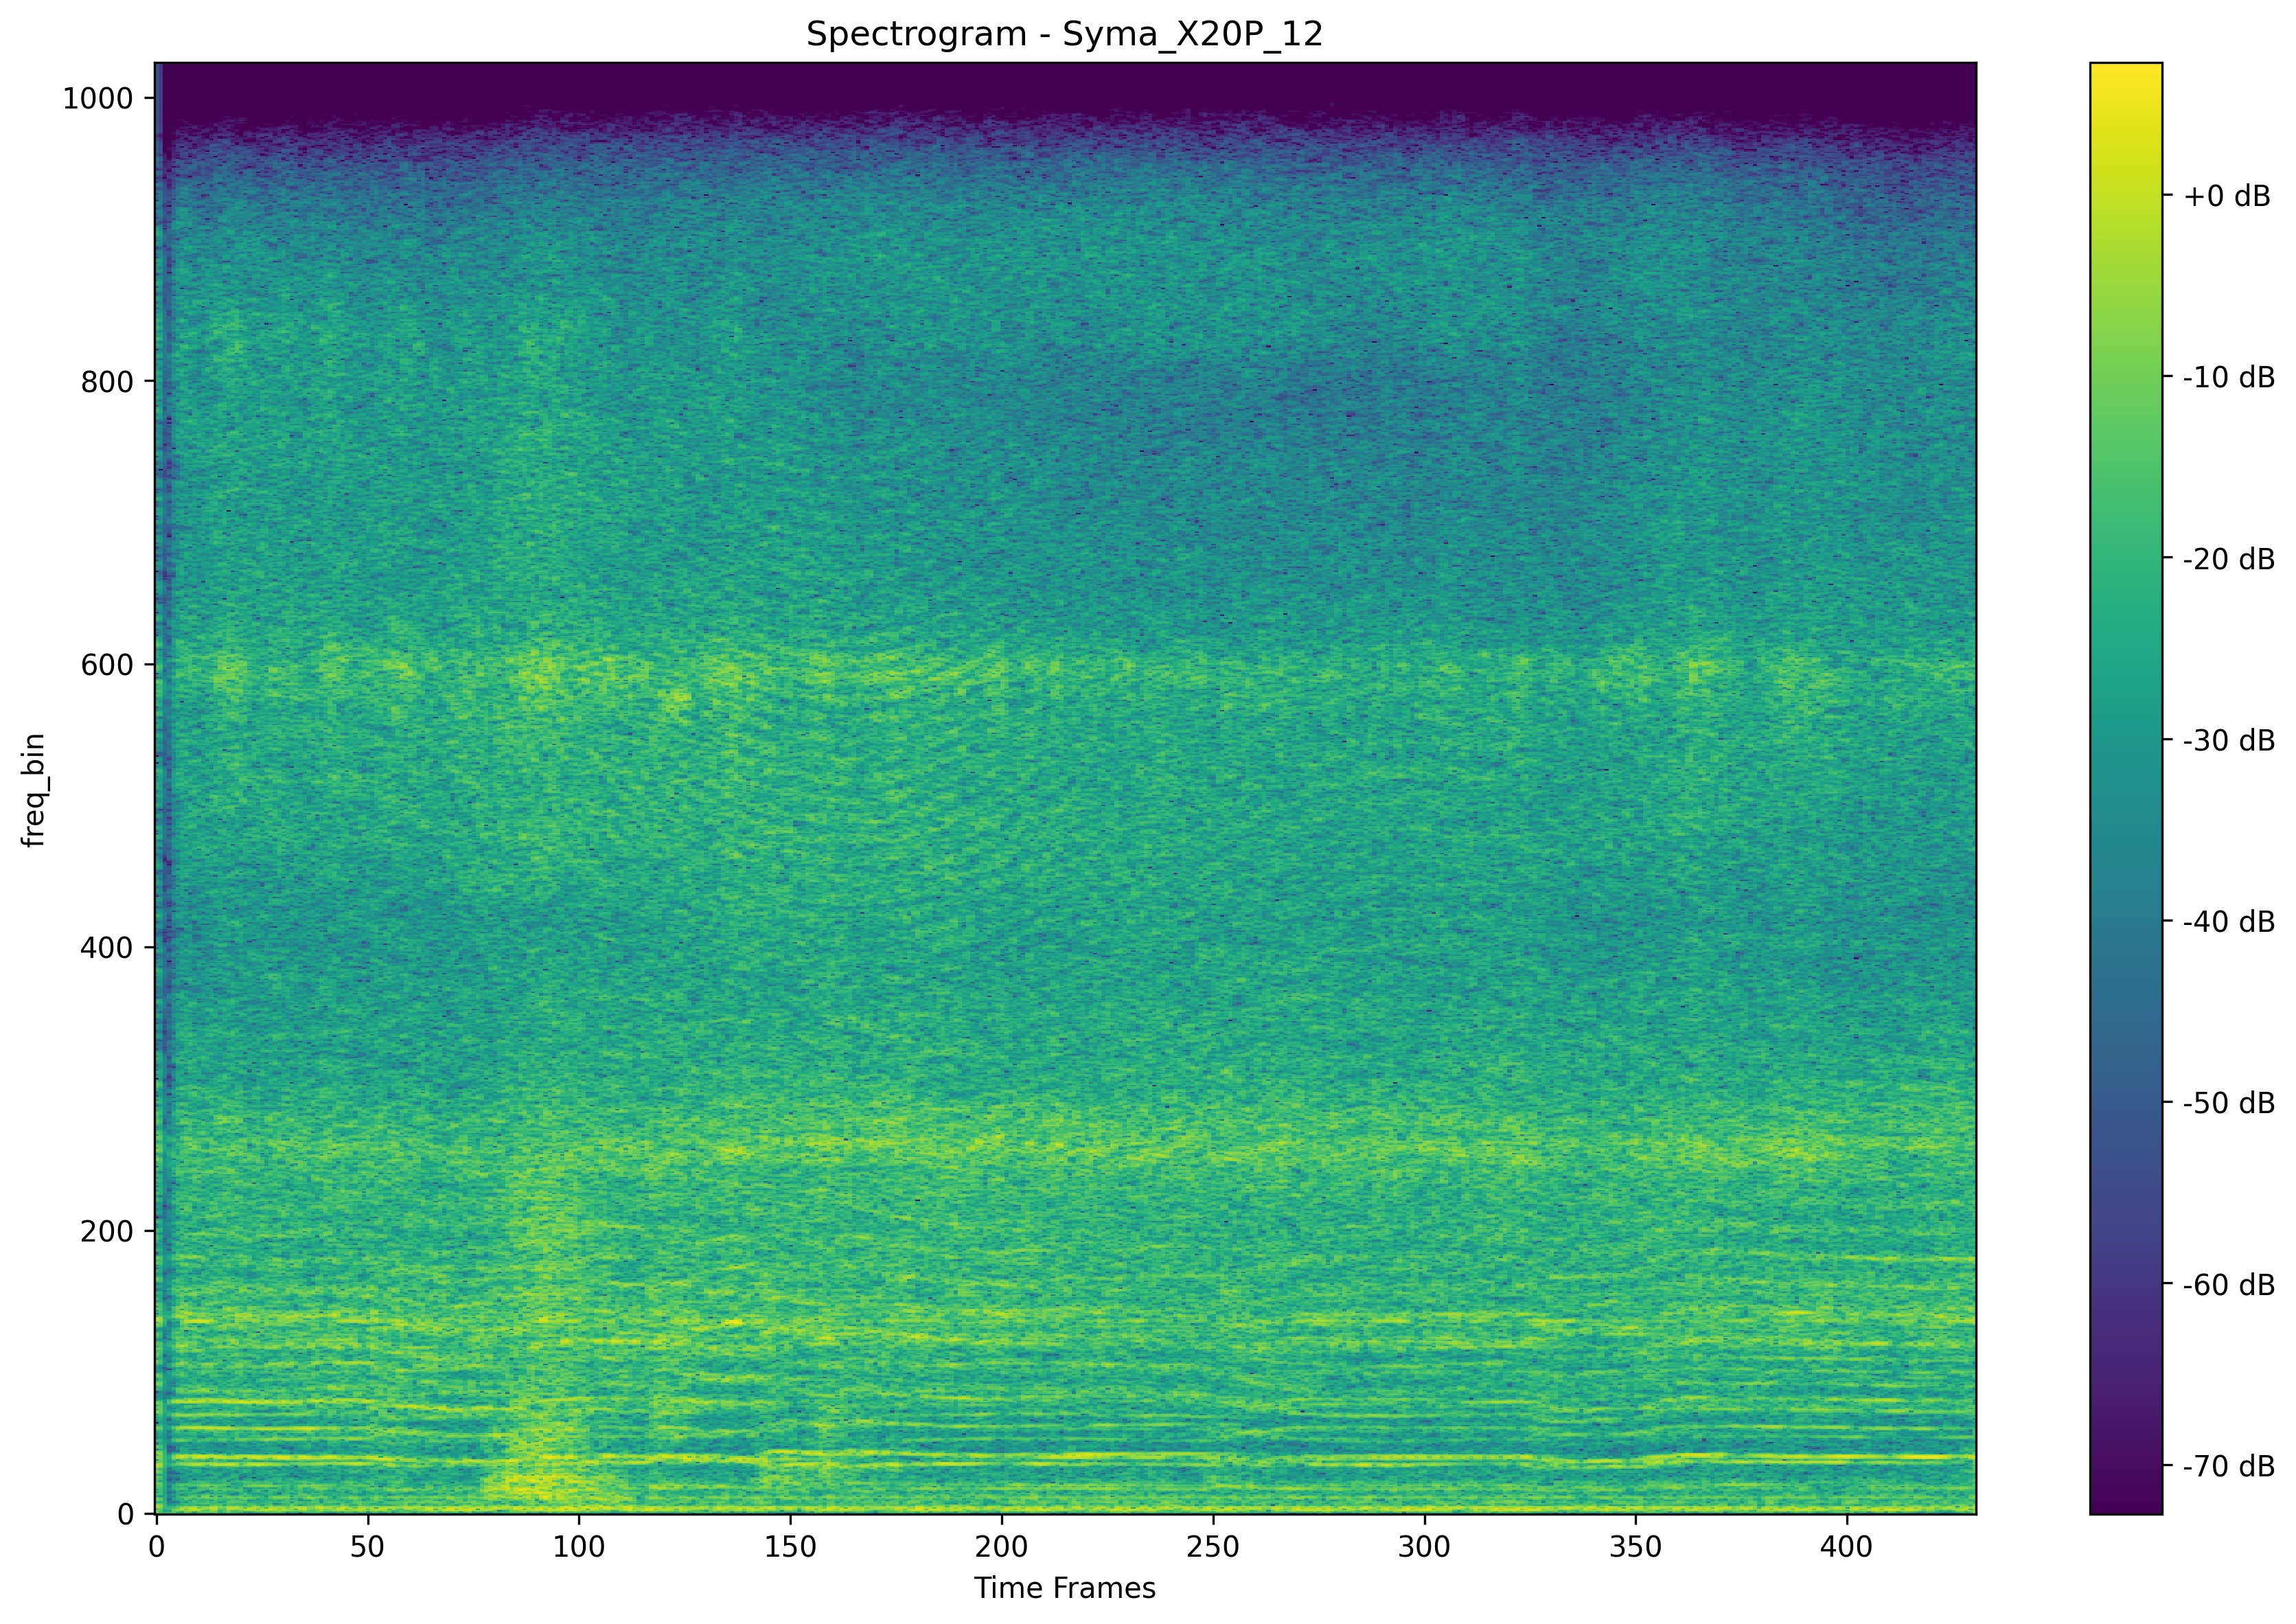 Spectrogram - Syma_X20P_12
1000
800
600
400
200
0
freq_bin
0 50 100 150 200 250 300 350 400
Time Frames
+0 dB
-10 dB
-20 dB
-30 dB
-40 dB
-50 dB
-60 dB
-70 dB